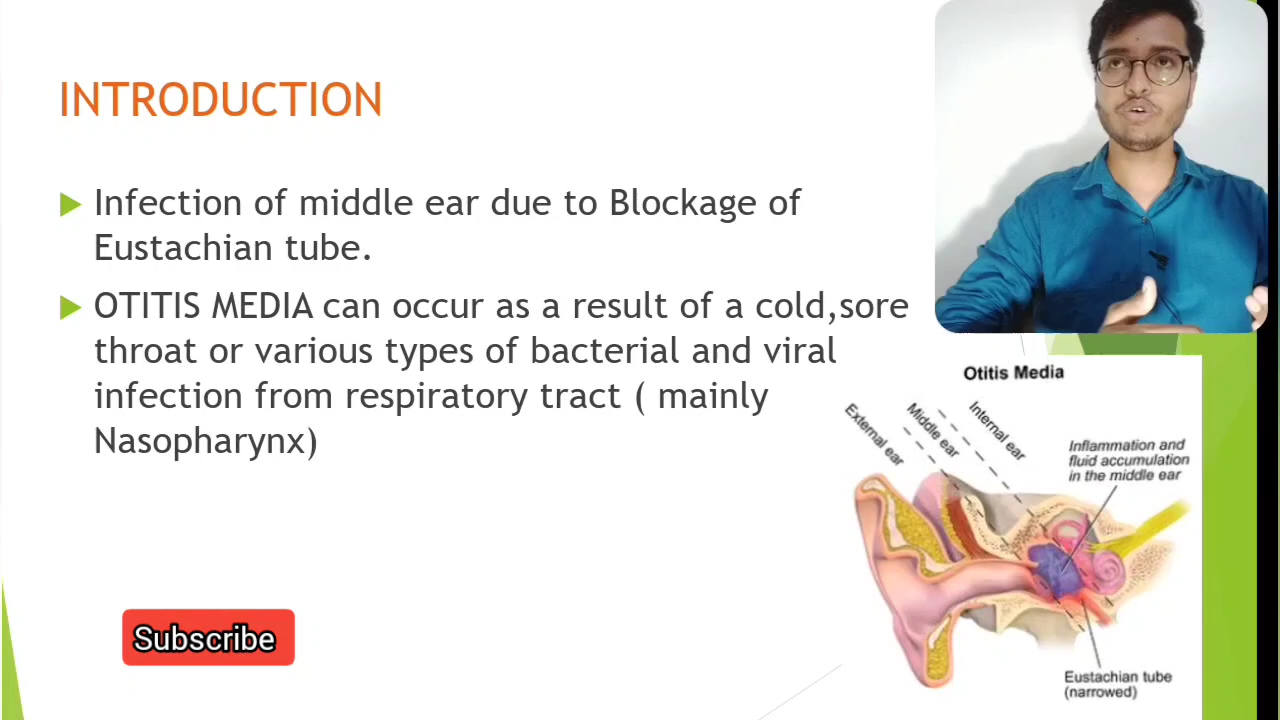 INTRODUCTION
Infection of middle ear due to Blockage of
Eustachian tube.
OTITIS MEDIA can occur as a result of a cold,sore
throat or various types of bacterial and viral
infection from respiratory tract ( mainly
Nasopharynx)
Otitis Media
External ear
Middle ear
Internal ear
Inflammation and
fluid accumulation
in the middle ear
Eustachian tube
(narrowed)
Subscribe